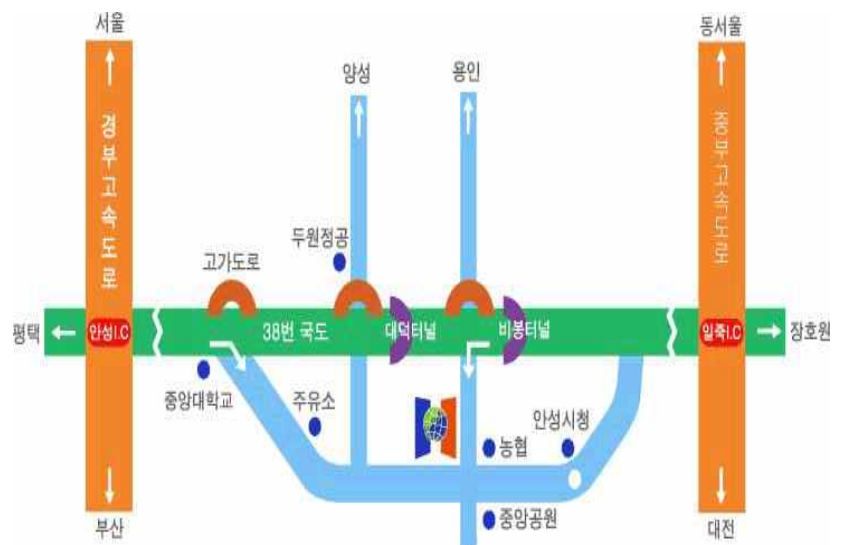 서울
동서울
양성
용인
경부고속도로
중부고속도로
두원정공
고가도로
평택
안성I.C
38번 국도
대덕터널
비봉터널
일죽I.C
장호원
중앙대학교
주유소
안성시청
농협
중앙공원
부산
대전